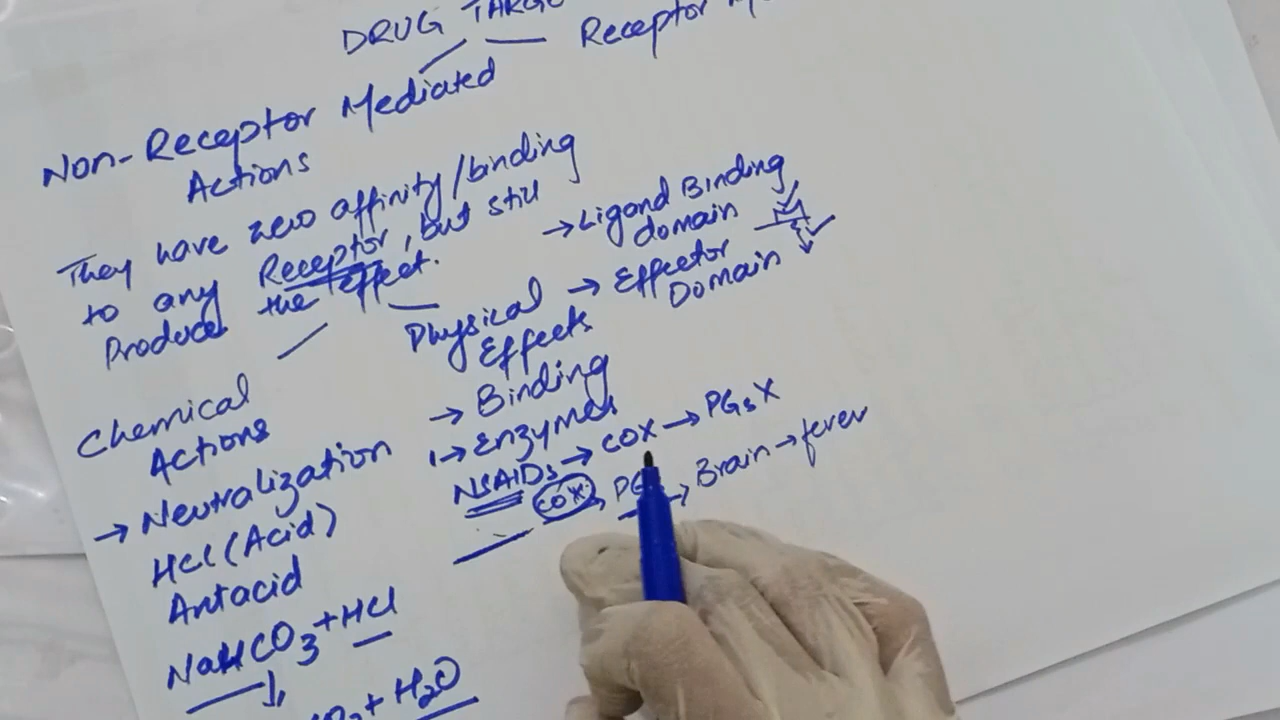 DRUG
Receptor
Non-Receptor Mediated
Actions
They have zero affinity/binding
to any Receptor, but still
Produces the effect.
→ Ligand Binding
domain
→ Effector
Domain
Physical
Effects
→ Binding
1→ Enzymes
NSAIDs → COX → PGs X
COX → → Brain → fever
Chemical
Actions
→ Neutralization
HCl (Acid)
Antacid
NaHCO3 + HCl
+ H2O